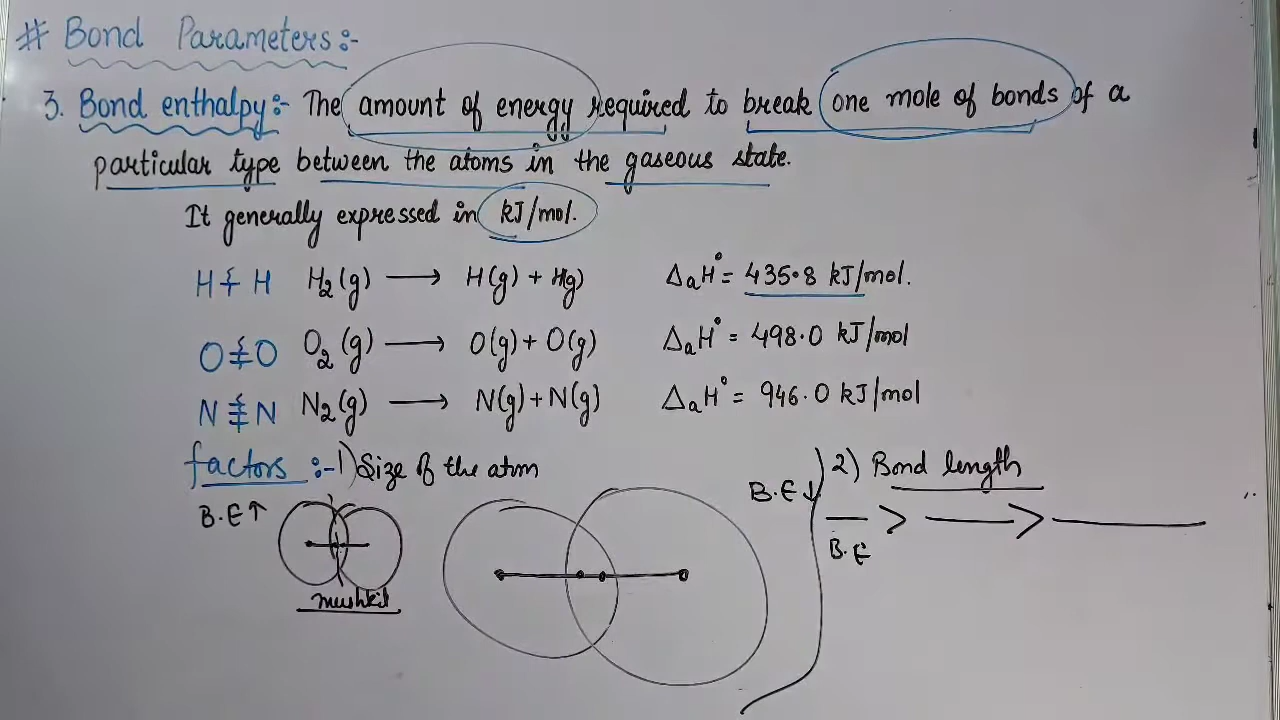 # Bond Parameters:-
3. Bond enthalpy:- The amount of energy required to break one mole of bonds of a
particular type between the atoms in the gaseous state.
It generally expressed in kJ/mol.
H-H H₂(g) → H(g) + Hg) ΔₐH° = 435.8 kJ/mol.
O=O O₂(g) → O(g) + O(g) ΔₐH° = 498.0 kJ/mol
N≡N N₂(g) → N(g) + N(g) ΔₐH° = 946.0 kJ/mol
factors :- 1) Size of the atom
B.E↑
mushkil
B.E↓
2) Bond length
— > — > —
B.E